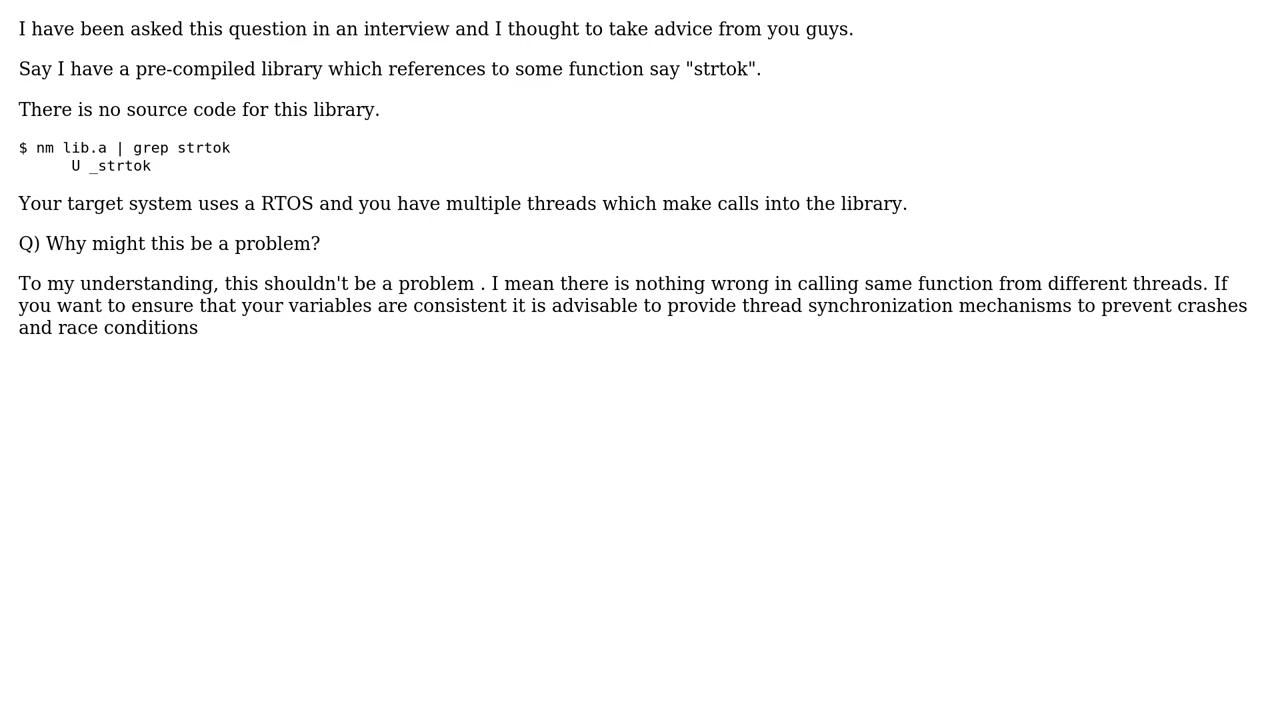 I have been asked this question in an interview and I thought to take advice from you guys.
Say I have a pre-compiled library which references to some function say "strtok".
There is no source code for this library.
$ nm lib.a | grep strtok
      U _strtok
Your target system uses a RTOS and you have multiple threads which make calls into the library.
Q) Why might this be a problem?
To my understanding, this shouldn't be a problem . I mean there is nothing wrong in calling same function from different threads. If
you want to ensure that your variables are consistent it is advisable to provide thread synchronization mechanisms to prevent crashes
and race conditions